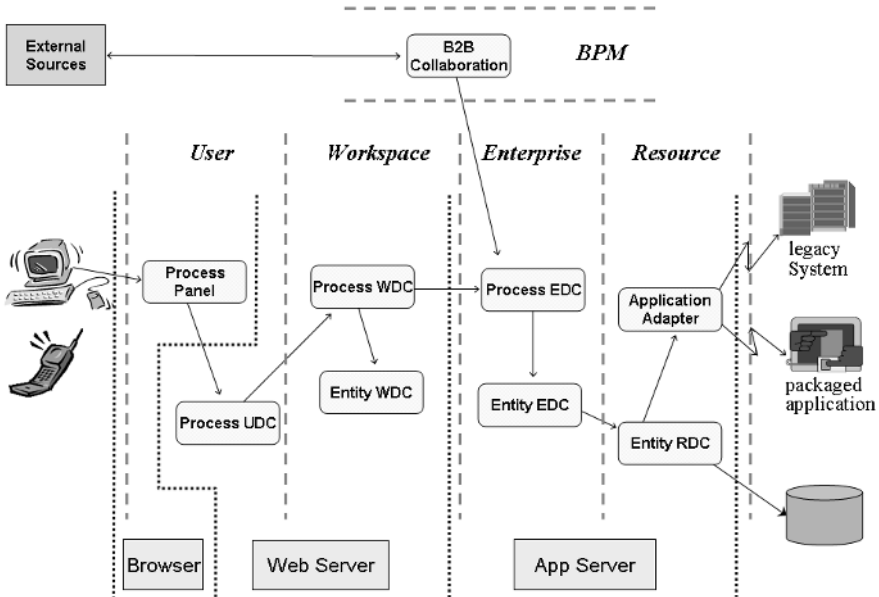 External
Sources
B2B
Collaboration
BPM
User
Workspace
Enterprise
Resource
Process
Panel
Process WDC
Process EDC
Application
Adapter
legacy
System
Entity WDC
Process UDC
Entity EDC
Entity RDC
packaged
application
Browser
Web Server
App Server